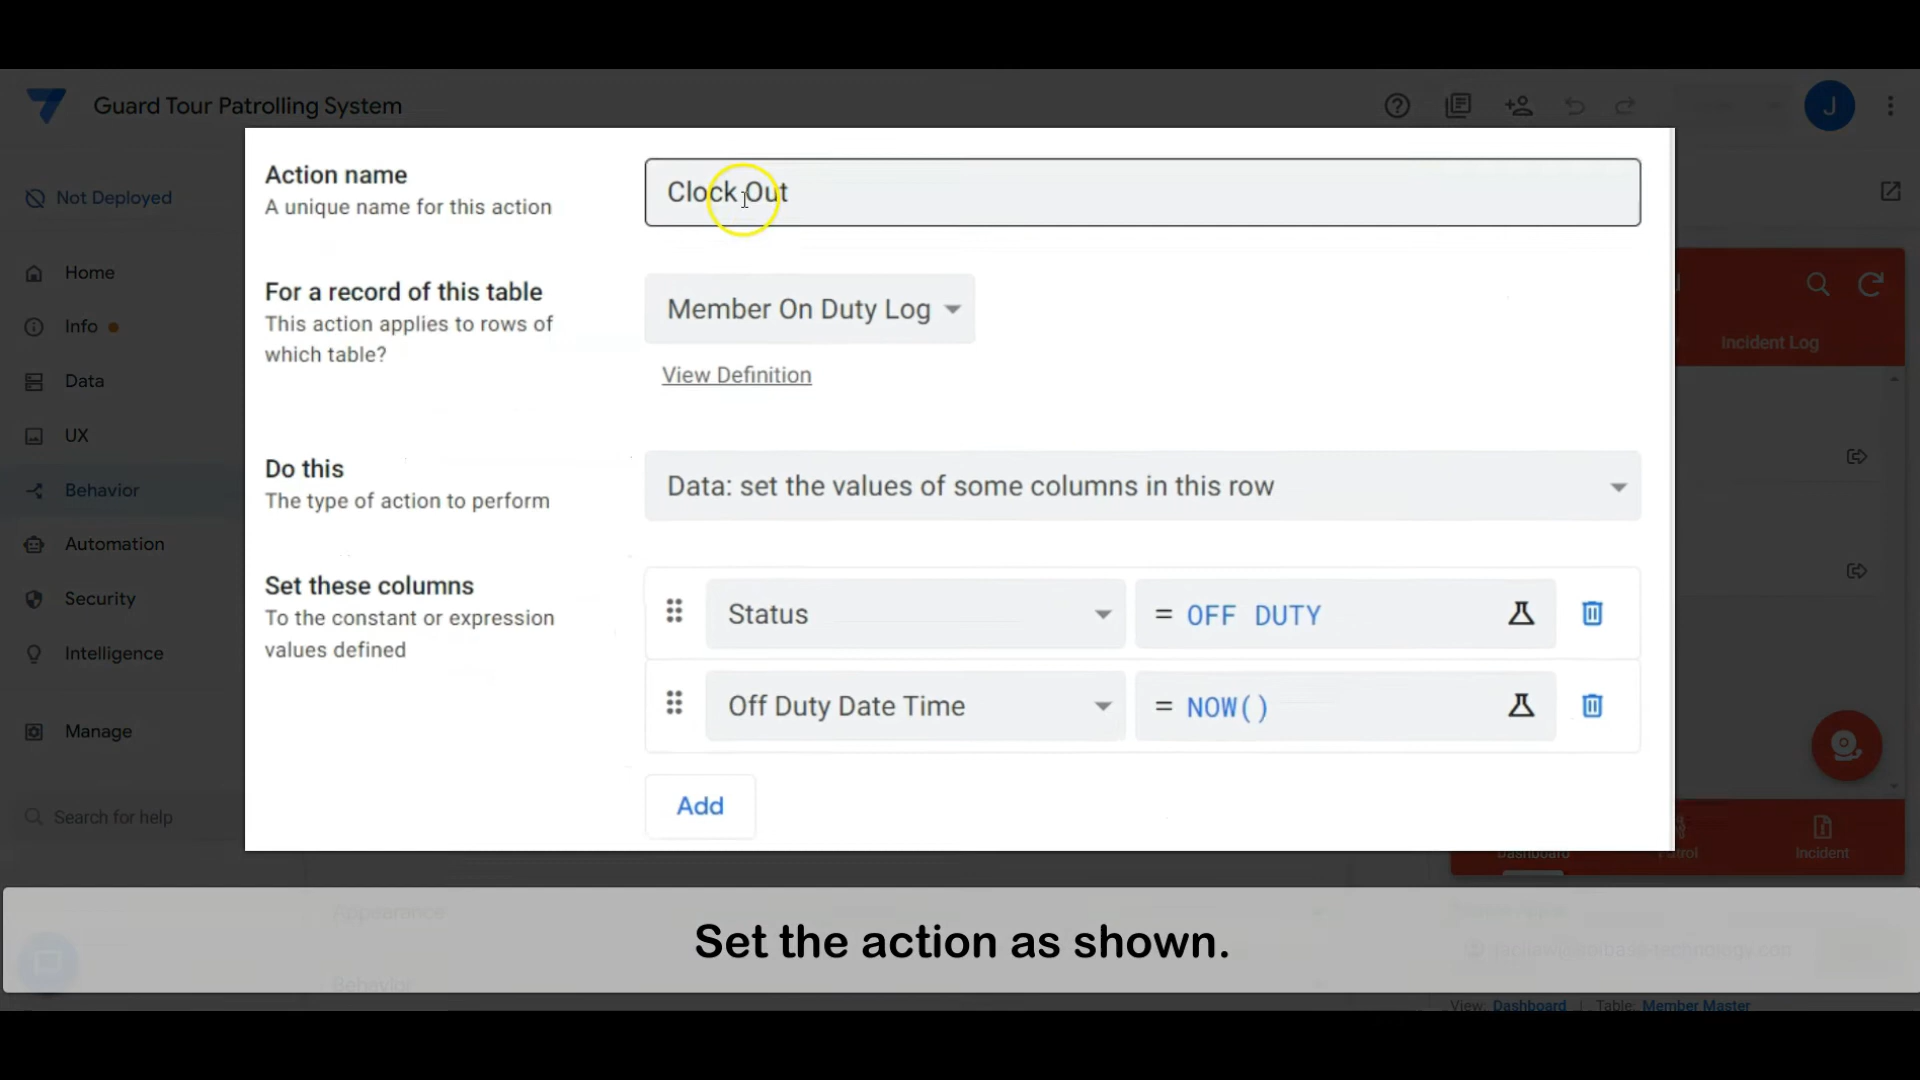 Guard Tour Patrolling System
J
Not Deployed
Home
Info
Data
UX
Behavior
Automation
Security
Intelligence
Manage
Search for help
Action name
A unique name for this action
Clock Out
For a record of this table
This action applies to rows of
which table?
Member On Duty Log
View Definition
Do this
The type of action to perform
Data: set the values of some columns in this row
Set these columns
To the constant or expression
values defined
Status
= OFF DUTY
Off Duty Date Time
= NOW()
Add
Incident Log
Dashboard
Patrol
Incident
Appearance
Behavior
Set the action as shown.
View: Dashboard | Table: Member Master